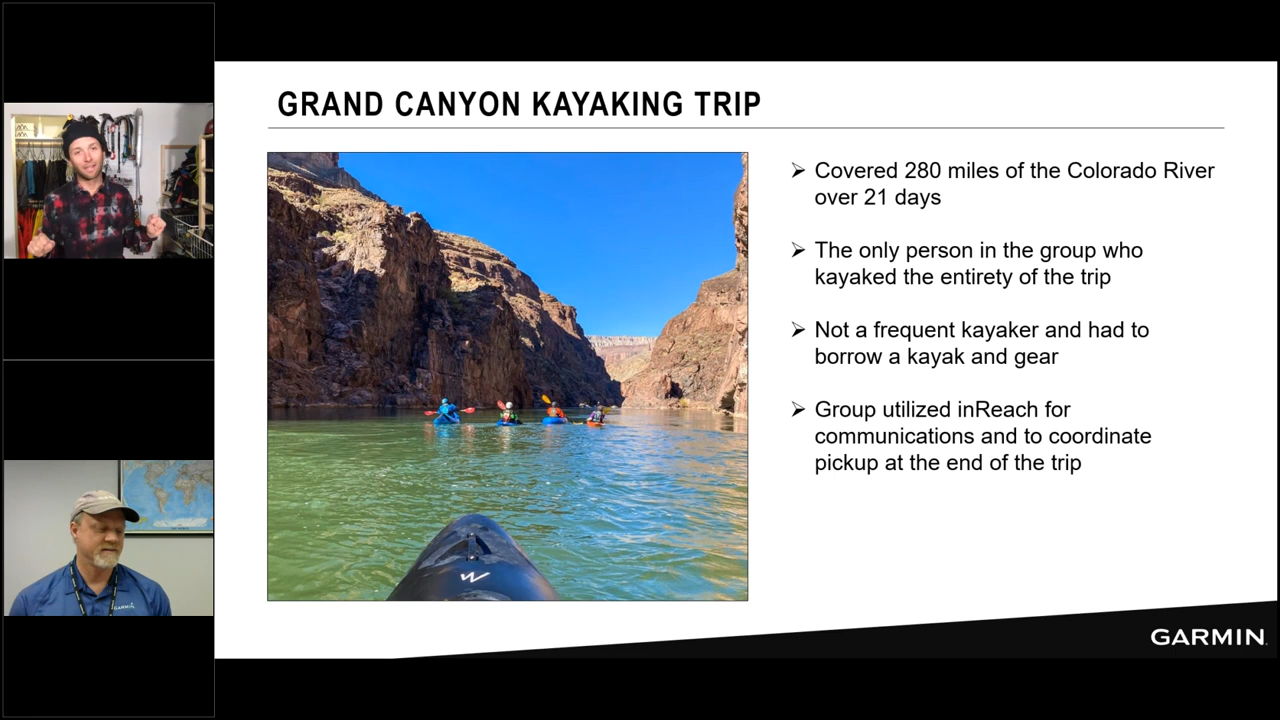 GRAND CANYON KAYAKING TRIP
➢ Covered 280 miles of the Colorado River
over 21 days
➢ The only person in the group who
kayaked the entirety of the trip
➢ Not a frequent kayaker and had to
borrow a kayak and gear
➢ Group utilized inReach for
communications and to coordinate
pickup at the end of the trip
W
GARMIN
GARMIN